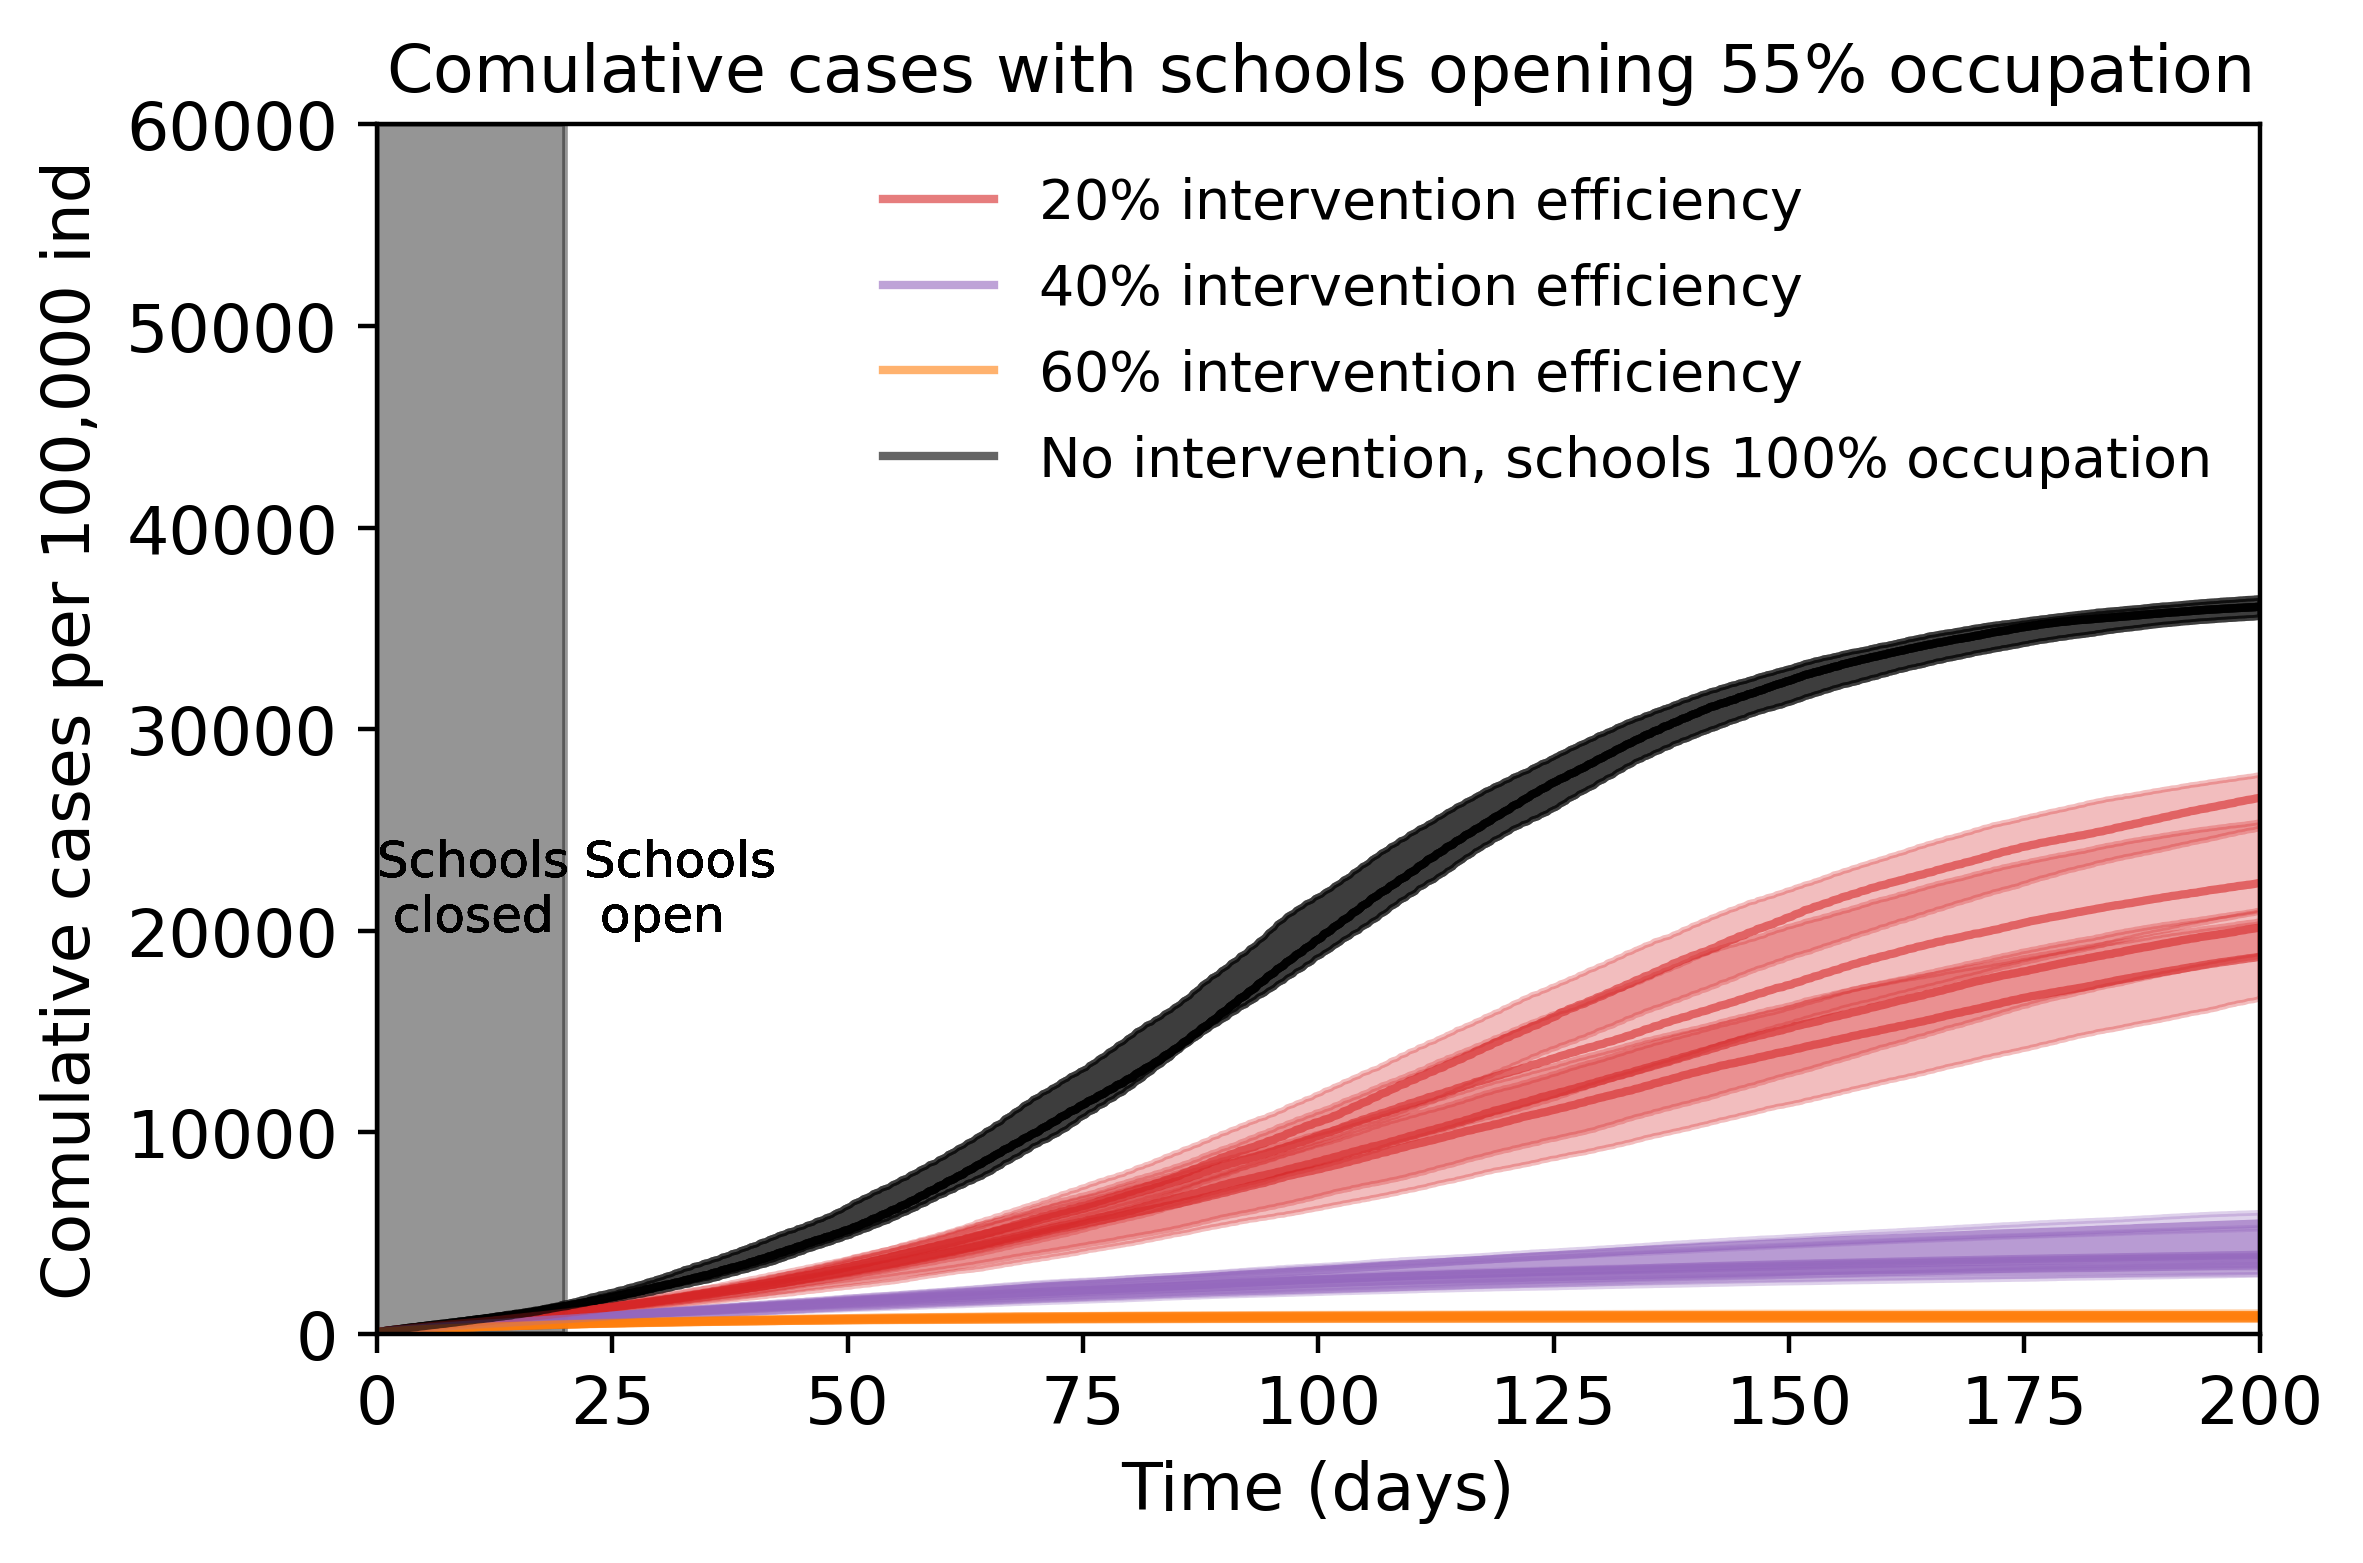 Comulative cases with schools opening 55% occupation
Comulative cases per 100,000 ind
60000
50000
40000
30000
20000
10000
0
20% intervention efficiency
40% intervention efficiency
60% intervention efficiency
No intervention, schools 100% occupation
Schools
closed
Schools
open
0 25 50 75 100 125 150 175 200
Time (days)